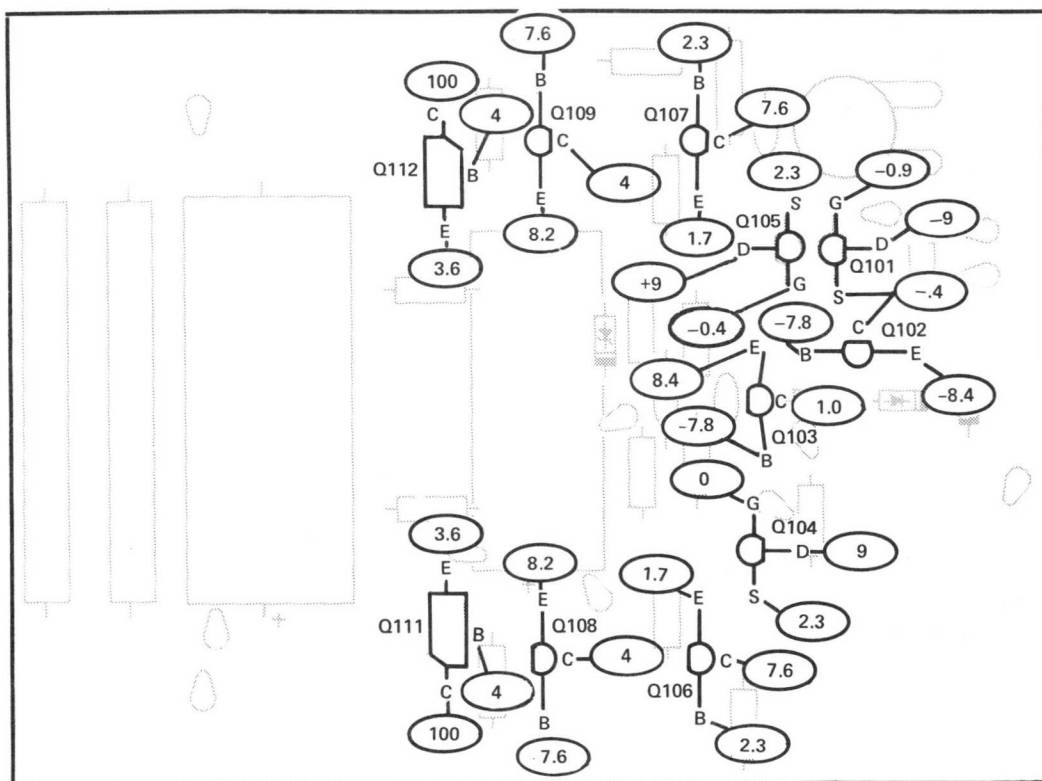 7.6
2.3
100
B
B
C
4
Q109
Q107
7.6
C
C
2.3
-0.9
Q112
B
4
S
G
E
E
Q105
-9
E
8.2
1.7
D
D
3.6
Q101
+9
G
S
-.4
-0.4
-7.8
C
Q102
E
B
E
8.4
C
1.0
-8.4
-7.8
Q103
B
0
G
3.6
Q104
8.2
1.7
D
9
E
E
E
S
2.3
Q111
B
Q108
C
4
C
7.6
C
4
Q106
B
100
B
2.3
7.6